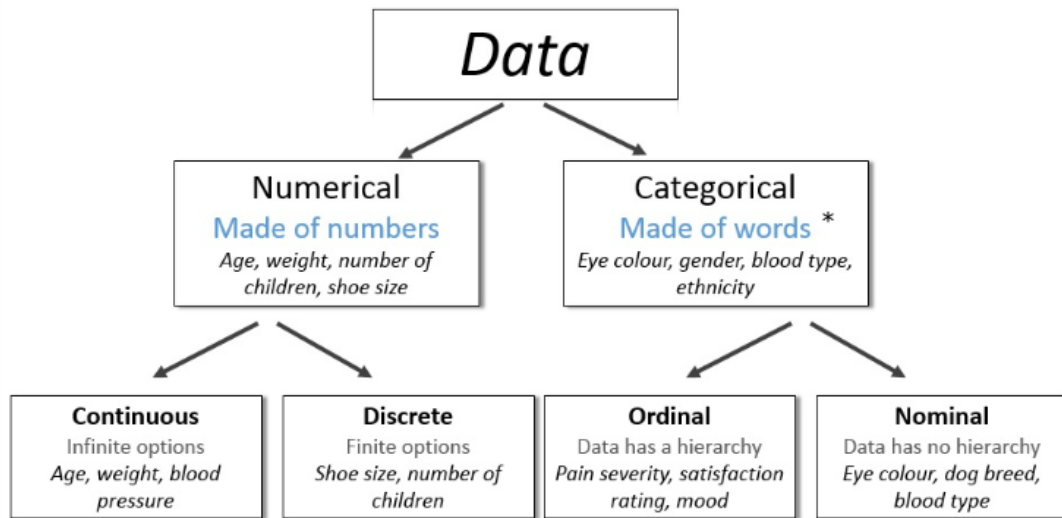 Data
Numerical
Made of numbers
Age, weight, number of
children, shoe size
Categorical
Made of words *
Eye colour, gender, blood type,
ethnicity
Continuous
Infinite options
Age, weight, blood
pressure
Discrete
Finite options
Shoe size, number of
children
Ordinal
Data has a hierarchy
Pain severity, satisfaction
rating, mood
Nominal
Data has no hierarchy
Eye colour, dog breed,
blood type